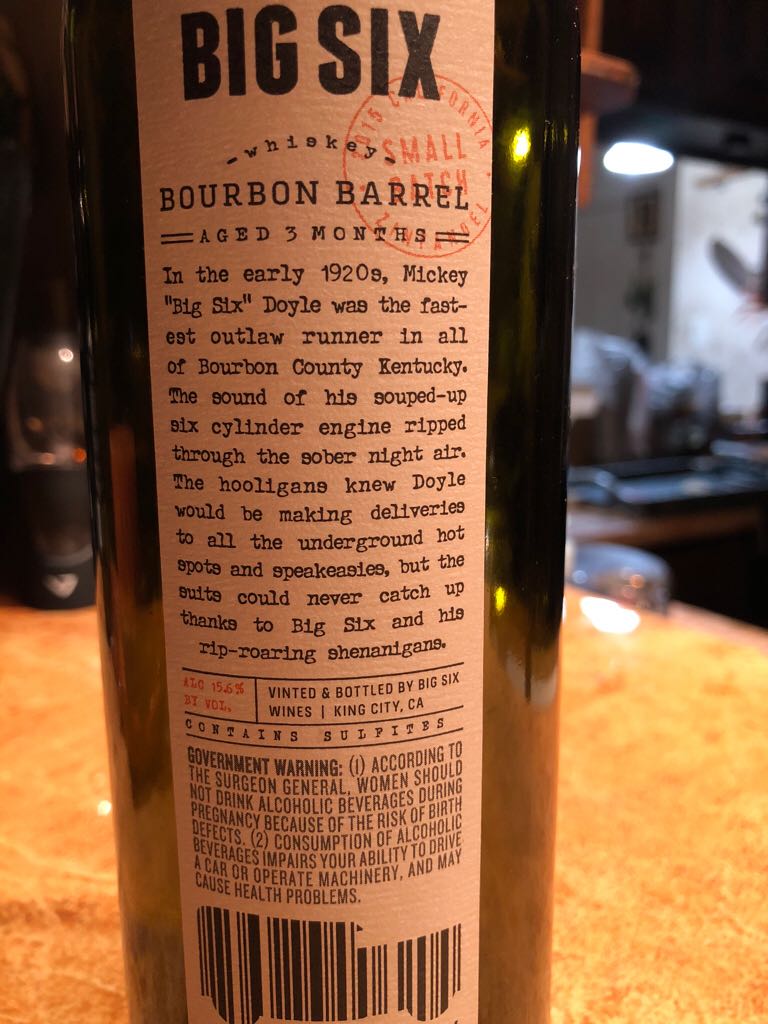 BIG SIX
2015 CALIFORNIA
SMALL
BATCH
ZINFANDEL
-whiskey-
BOURBON BARREL
AGED 3 MONTHS
In the early 1920s, Mickey
"Big Six" Doyle was the fast-
est outlaw runner in all
of Bourbon County Kentucky.
The sound of his souped-up
six cylinder engine ripped
through the sober night air.
The hooligans knew Doyle
would be making deliveries
to all the underground hot
spots and speakeasies, but the
suits could never catch up
thanks to Big Six and his
rip-roaring shenanigans.
ALC 15.6%
BY VOL.
VINTED & BOTTLED BY BIG SIX
WINES | KING CITY, CA
CONTAINS SULFITES
GOVERNMENT WARNING: (1) ACCORDING TO
THE SURGEON GENERAL, WOMEN SHOULD
NOT DRINK ALCOHOLIC BEVERAGES DURING
PREGNANCY BECAUSE OF THE RISK OF BIRTH
DEFECTS. (2) CONSUMPTION OF ALCOHOLIC
BEVERAGES IMPAIRS YOUR ABILITY TO DRIVE
A CAR OR OPERATE MACHINERY, AND MAY
CAUSE HEALTH PROBLEMS.